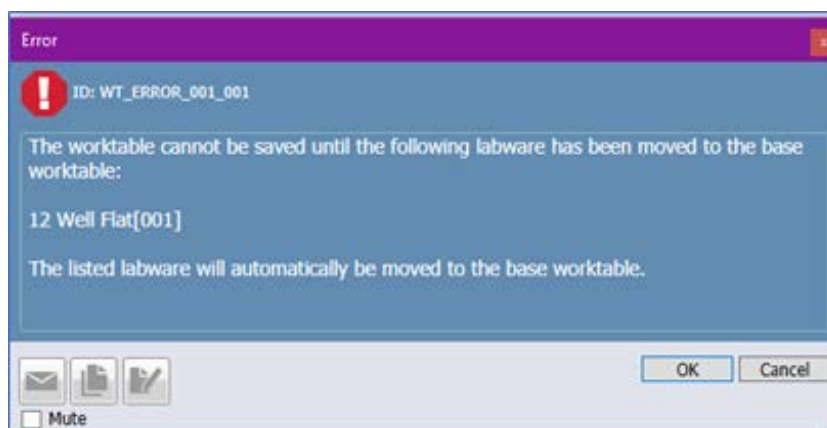 Error
ID: WT_ERROR_001_001
The worktable cannot be saved until the following labware has been moved to the base
worktable:
12 Well Flat[001]
The listed labware will automatically be moved to the base worktable.
OK
Cancel
Mute